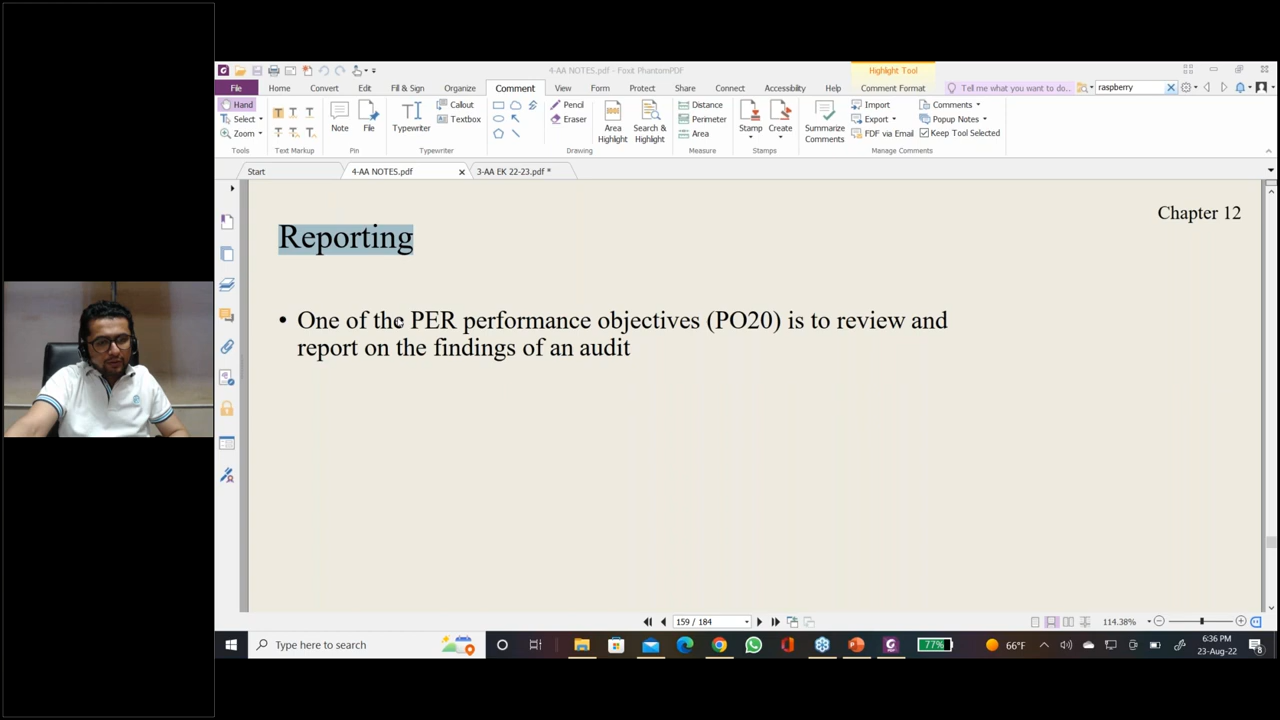 4-AA NOTES.pdf - Foxit PhantomPDF
Highlight Tool
File Home Convert Edit Fill & Sign Organize Comment View Form Protect Share Connect Accessibility Help Comment Format Tell me what you want to do.. raspberry
Hand
Select
Zoom
Tools
Text Markup
Note
File
Pin
Typewriter
Callout
Textbox
Typewriter
Pencil
Eraser
Drawing
Area Highlight
Search & Highlight
Distance
Perimeter
Area
Measure
Stamp
Create
Stamps
Summarize Comments
Import
Export
FDF via Email
Comments
Popup Notes
Keep Tool Selected
Manage Comments
Start
4-AA NOTES.pdf
3-AA EK 22-23.pdf *
Chapter 12
Reporting
• One of the PER performance objectives (PO20) is to review and
report on the findings of an audit
159 / 184
114.38%
Type here to search
77%
66°F
6:36 PM
23-Aug-22